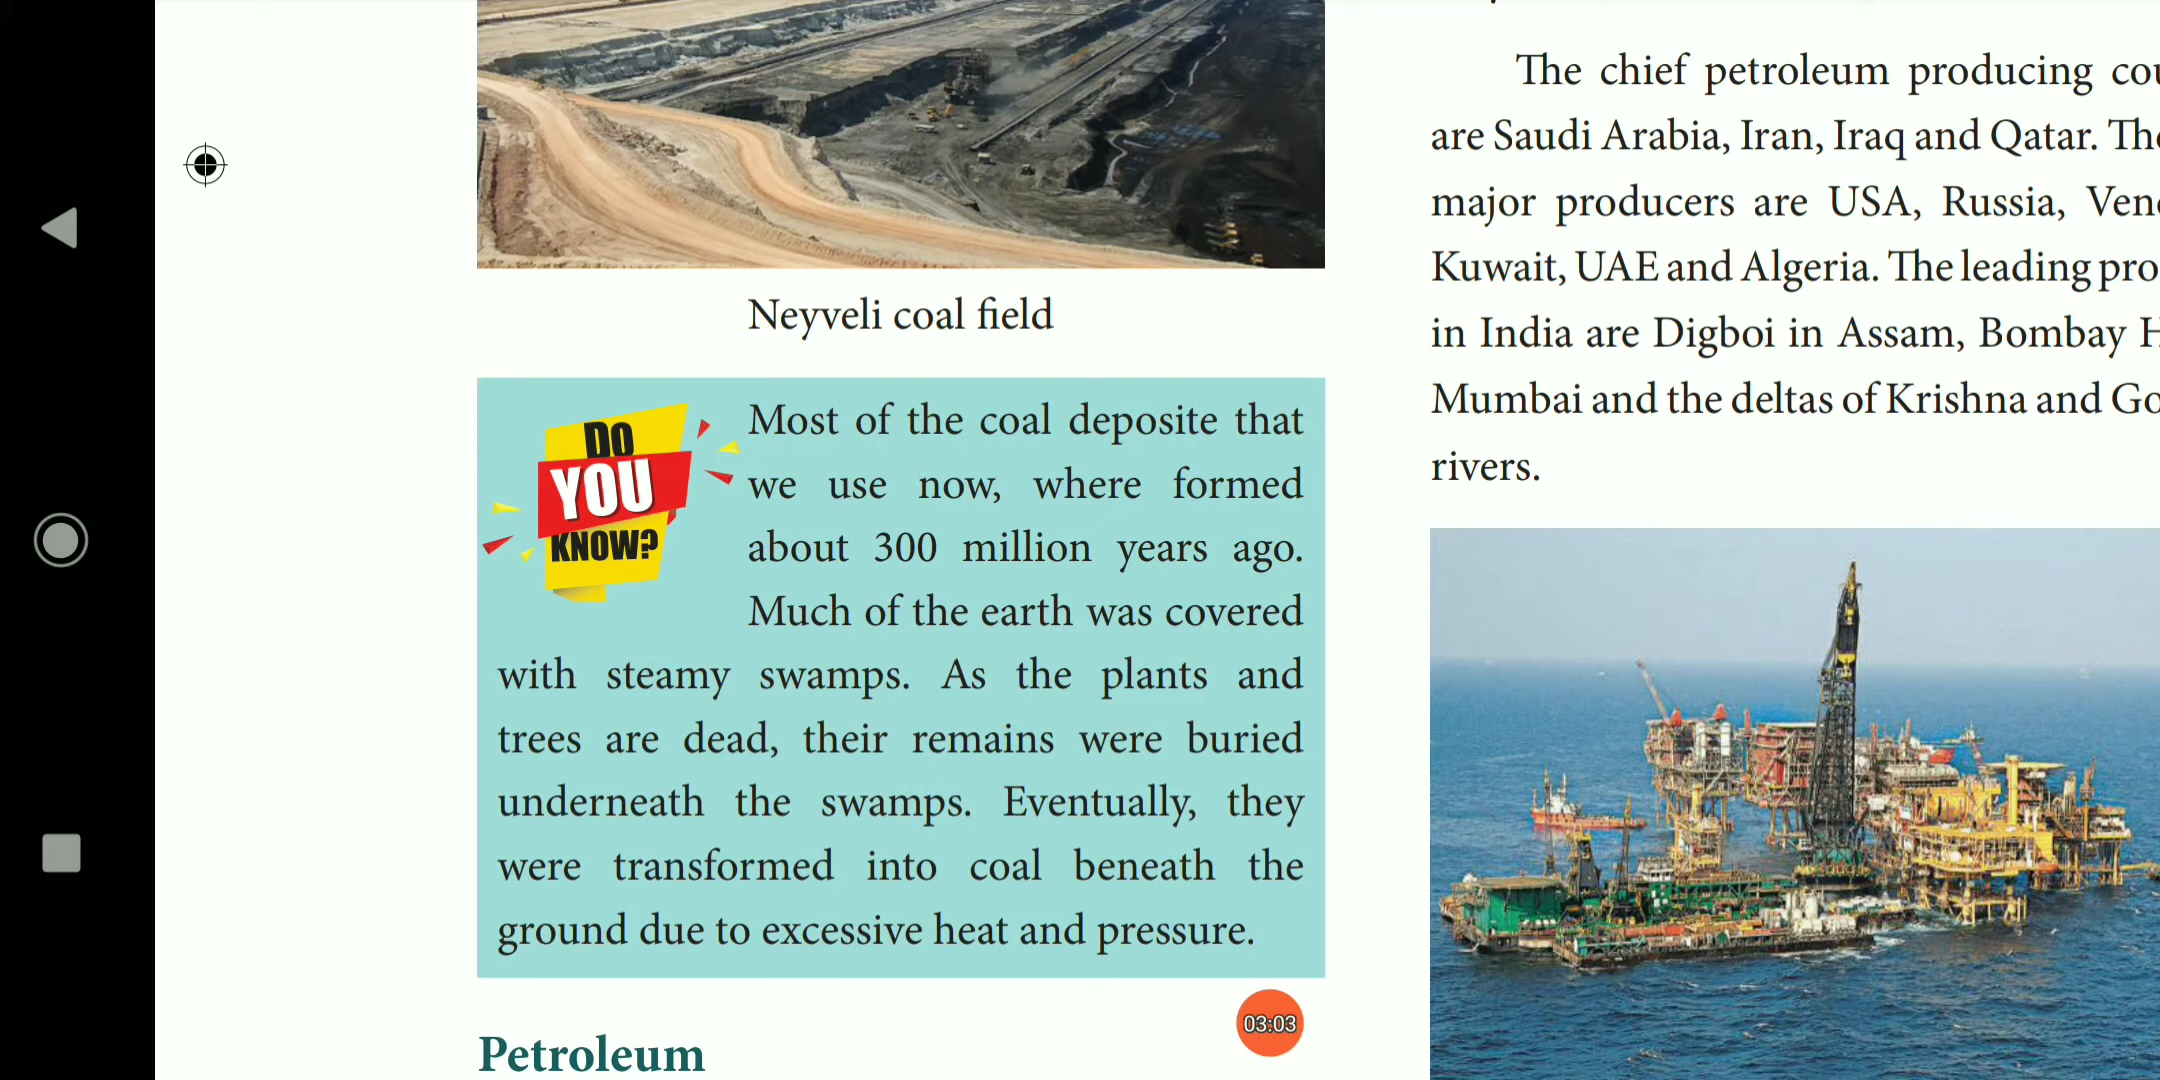 Neyveli coal field
DO
YOU
KNOW?
Most of the coal deposite that
we use now, where formed
about 300 million years ago.
Much of the earth was covered
with steamy swamps. As the plants and
trees are dead, their remains were buried
underneath the swamps. Eventually, they
were transformed into coal beneath the
ground due to excessive heat and pressure.
Petroleum
03:03
The chief petroleum producing
are Saudi Arabia, Iran, Iraq and Qatar.
major producers are USA, Russia,
Kuwait, UAE and Algeria. The leading
in India are Digboi in Assam, Bombay
Mumbai and the deltas of Krishna and
rivers.